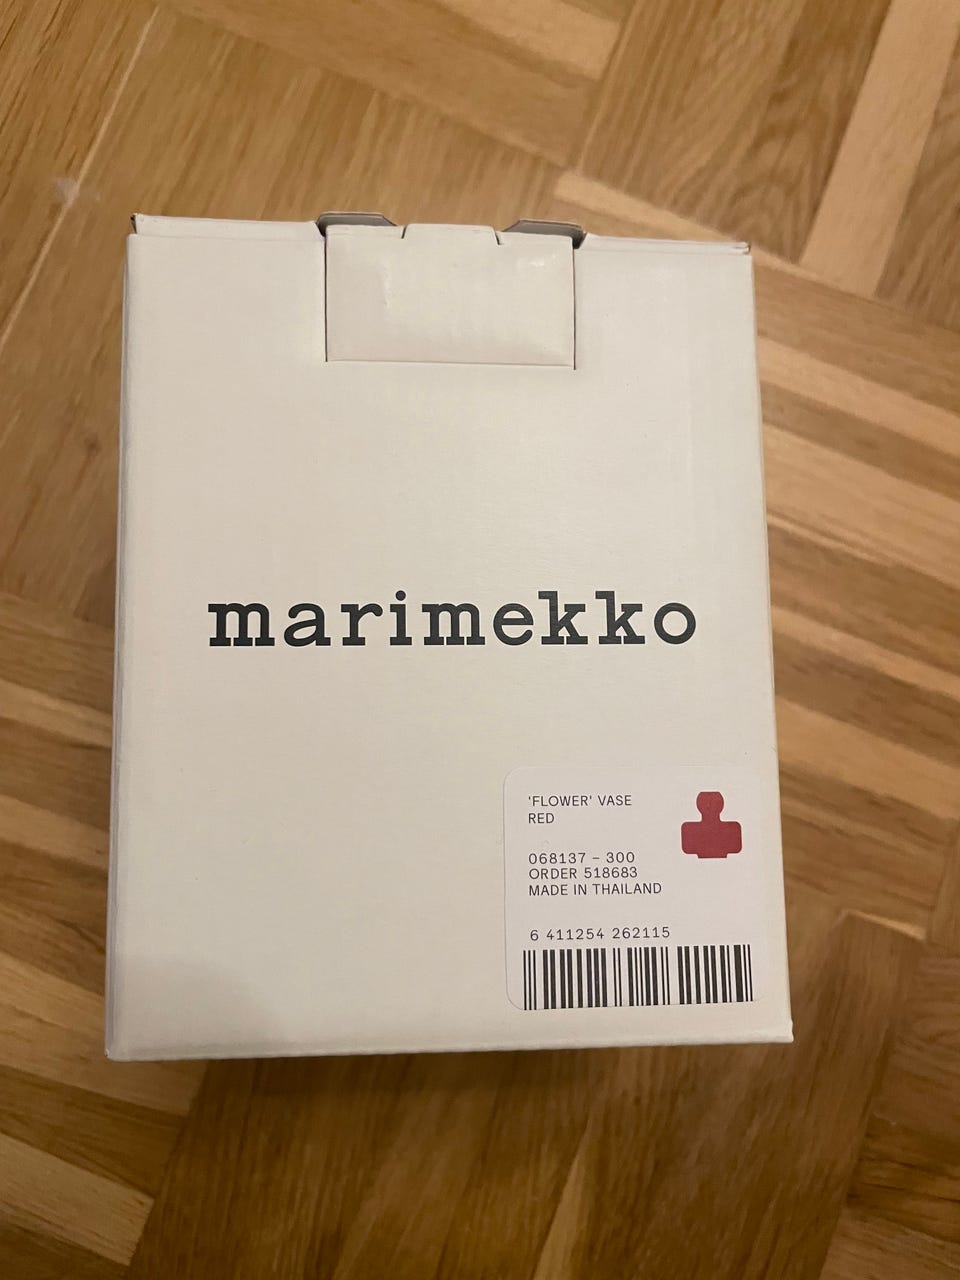 marimekko
'FLOWER' VASE
RED
068137 – 300
ORDER 518683
MADE IN THAILAND
6 411254 262115